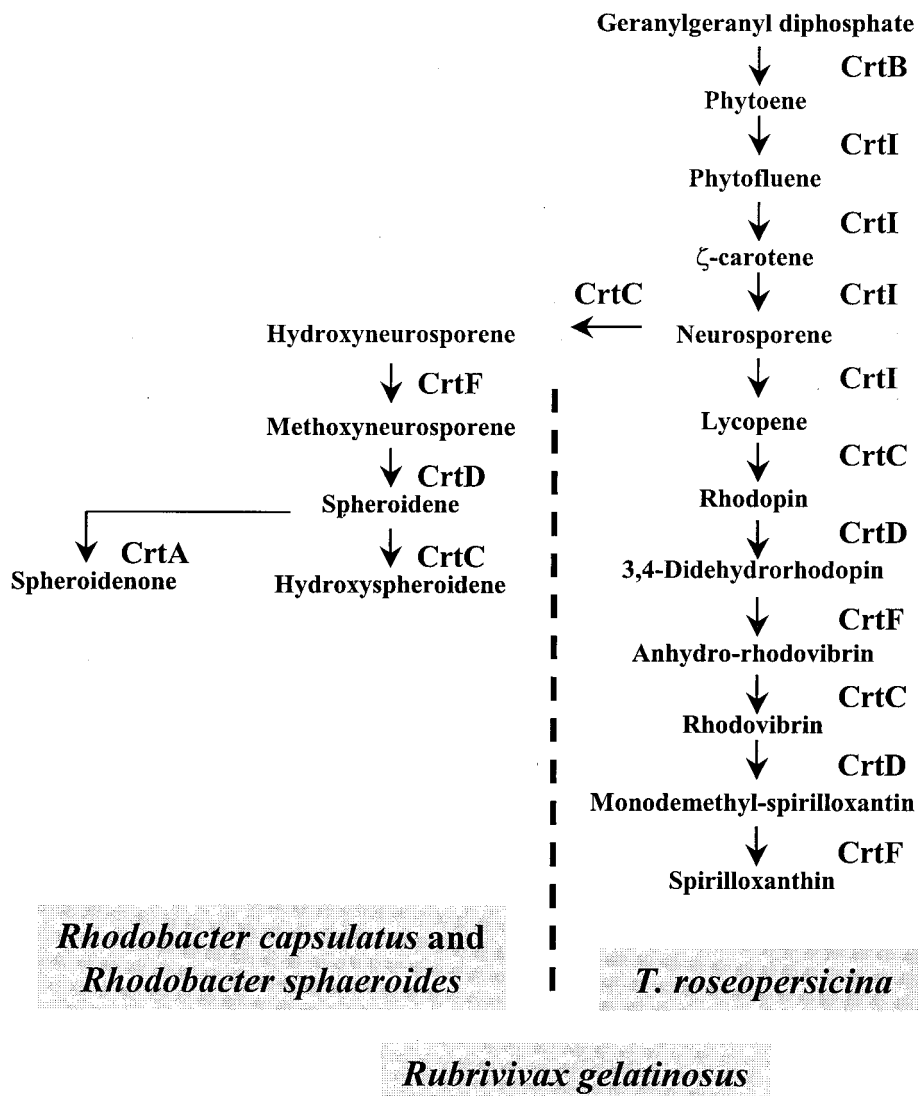 Geranylgeranyl diphosphate
CrtB
Phytoene
CrtI
Phytofluene
CrtI
ζ-carotene
CrtC
CrtI
Hydroxyneurosporene
Neurosporene
CrtF
CrtI
Methoxyneurosporene
Lycopene
CrtD
CrtC
Spheroidene
Rhodopin
CrtA
CrtC
CrtD
Spheroidenone
Hydroxyspheroidene
3,4-Didehydrorhodopin
CrtF
Anhydro-rhodovibrin
CrtC
Rhodovibrin
CrtD
Monodemethyl-spirilloxantin
CrtF
Spirilloxanthin
Rhodobacter capsulatus and
Rhodobacter sphaeroides
T. roseopersicina
Rubrivivax gelatinosus